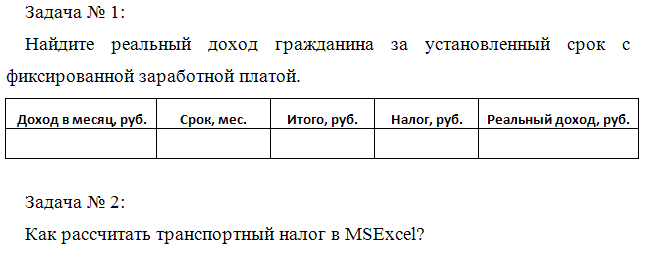 Задача № 1:
Найдите реальный доход гражданина за установленный срок с
фиксированной заработной платой.
Доход в месяц, руб. Срок, мес. Итого, руб. Налог, руб. Реальный доход, руб.
Задача № 2:
Как рассчитать транспортный налог в MSExcel?